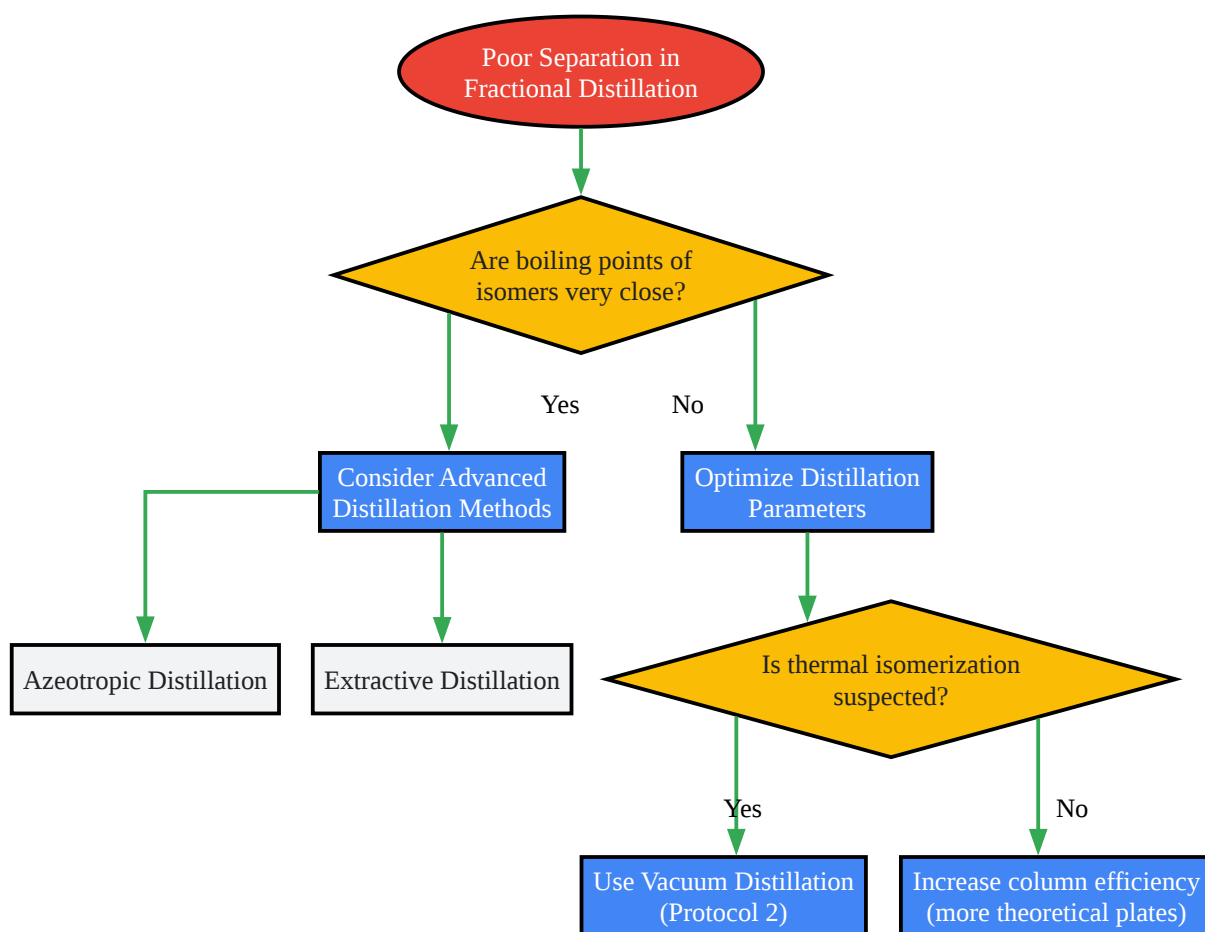 Poor Separation in
Fractional Distillation
Are boiling points of
isomers very close?
Yes
No
Consider Advanced
Distillation Methods
Optimize Distillation
Parameters
Azeotropic Distillation
Extractive Distillation
Is thermal isomerization
suspected?
Yes
No
Use Vacuum Distillation
(Protocol 2)
Increase column efficiency
(more theoretical plates)